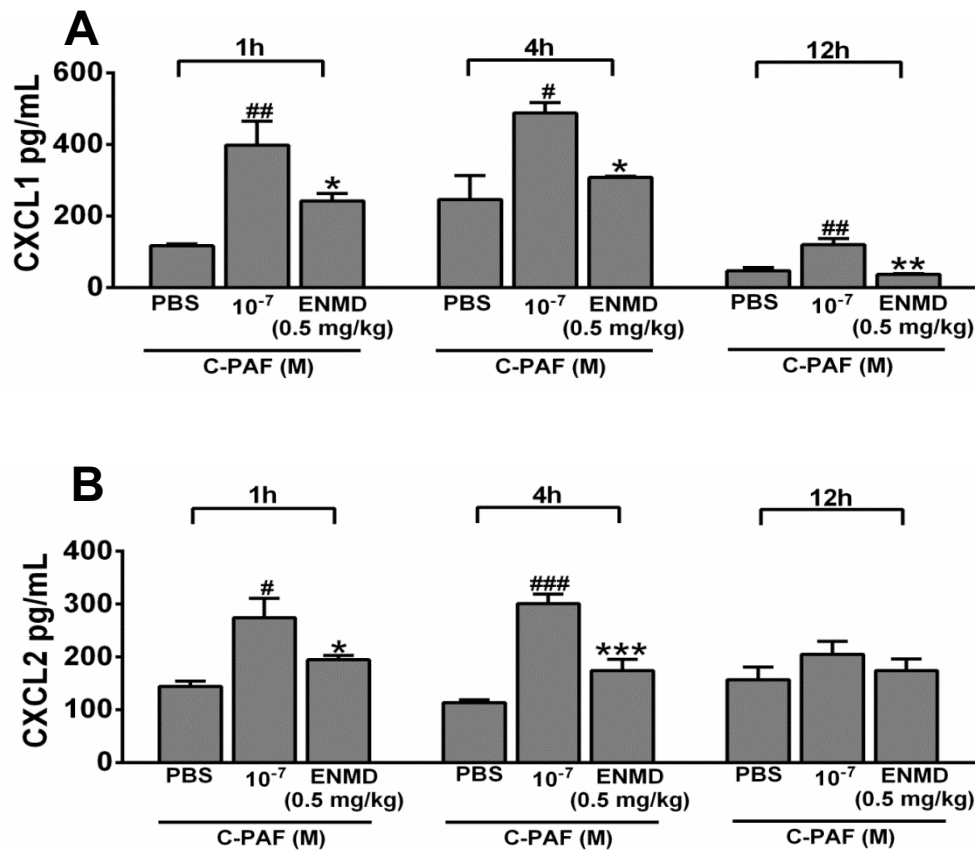 A
1h 4h 12h
CXCL1 pg/mL
600
400
200
0
## * # * ## **
PBS 10⁻⁷ ENMD PBS 10⁻⁷ ENMD PBS 10⁻⁷ ENMD
(0.5 mg/kg) (0.5 mg/kg) (0.5 mg/kg)
C-PAF (M) C-PAF (M) C-PAF (M)
B
1h 4h 12h
CXCL2 pg/mL
400
300
200
100
0
# * ### ***
PBS 10⁻⁷ ENMD PBS 10⁻⁷ ENMD PBS 10⁻⁷ ENMD
(0.5 mg/kg) (0.5 mg/kg) (0.5 mg/kg)
C-PAF (M) C-PAF (M) C-PAF (M)